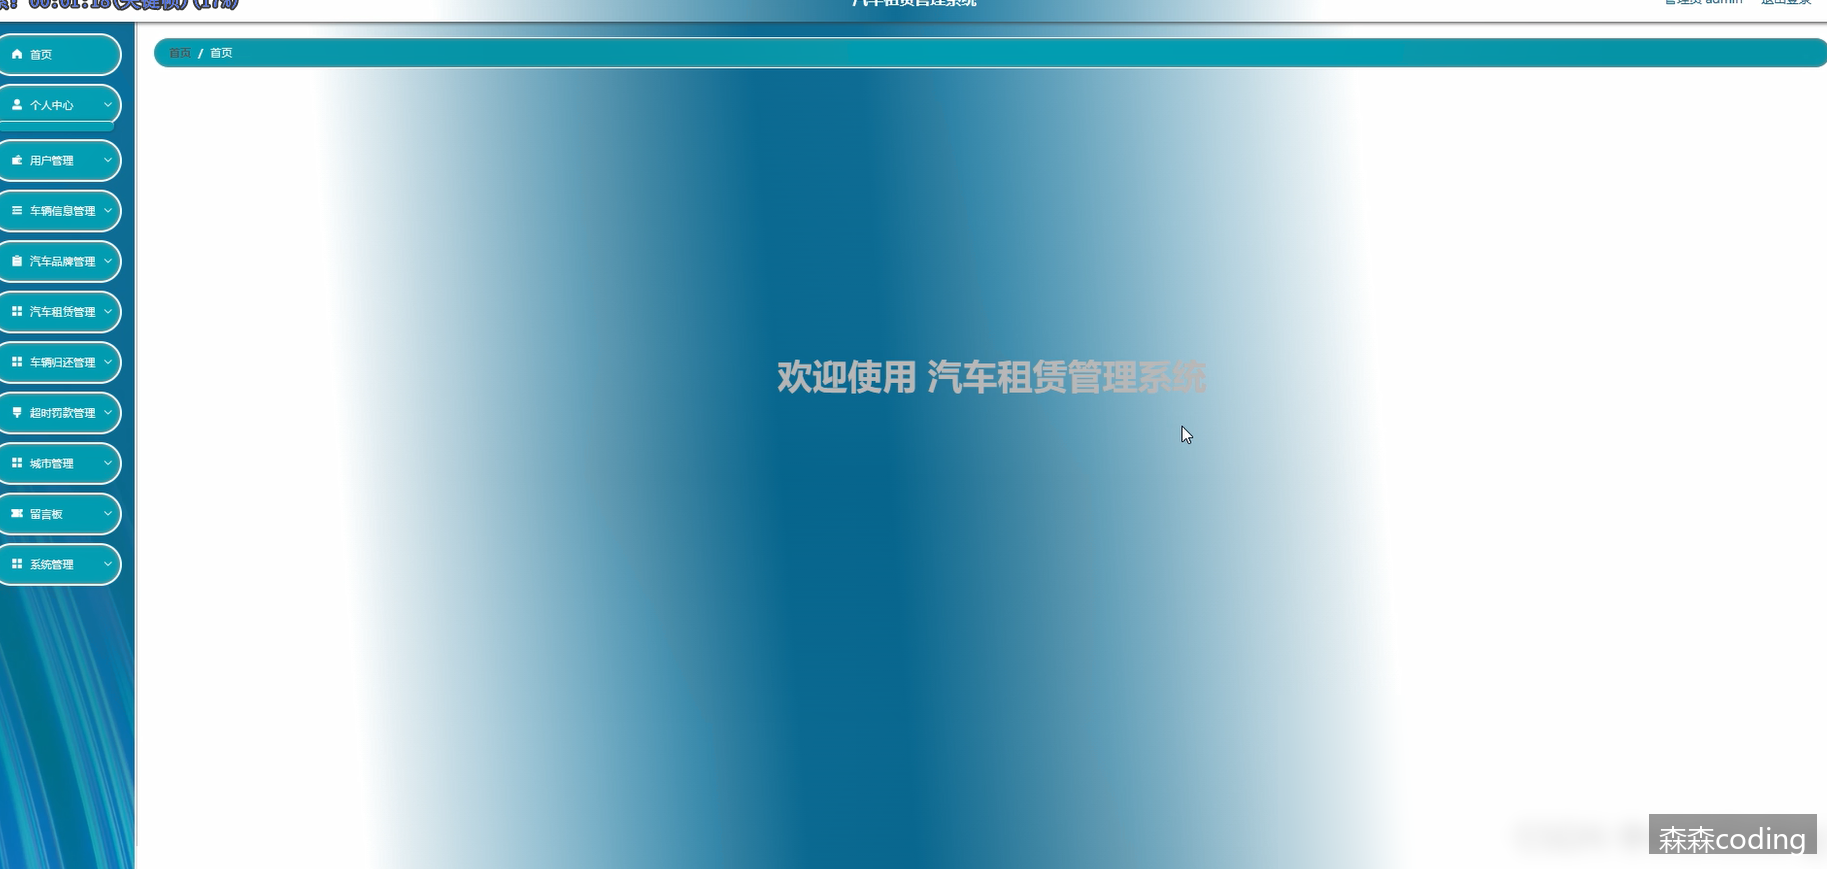 00:01:18(关键帧)(17%)
汽车租赁管理系统
管理员 admin 退出登录
首页
首页 / 首页
个人中心
用户管理
车辆信息管理
汽车品牌管理
汽车租赁管理
车辆归还管理
超时罚款管理
城市管理
留言板
系统管理
欢迎使用 汽车租赁管理系统
森森coding